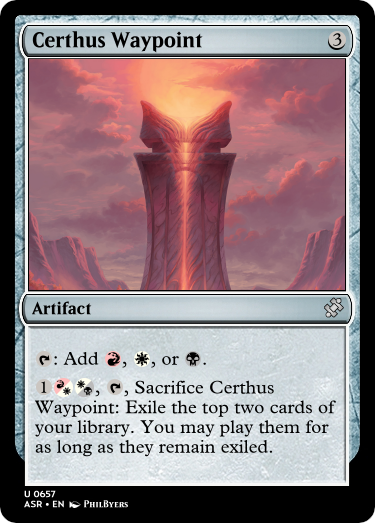 Certhus Waypoint 3
Artifact
: Add , , or .
1 , , Sacrifice Certhus
Waypoint: Exile the top two cards of
your library. You may play them for
as long as they remain exiled.
U 0657
ASR • EN PhilByers